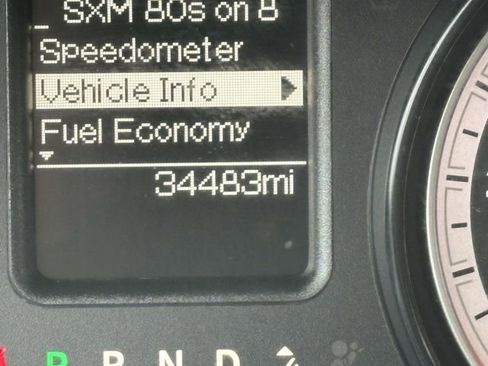 _ SXM 80s on 8
Speedometer
Vehicle Info
Fuel Economy
34483mi
P R N D